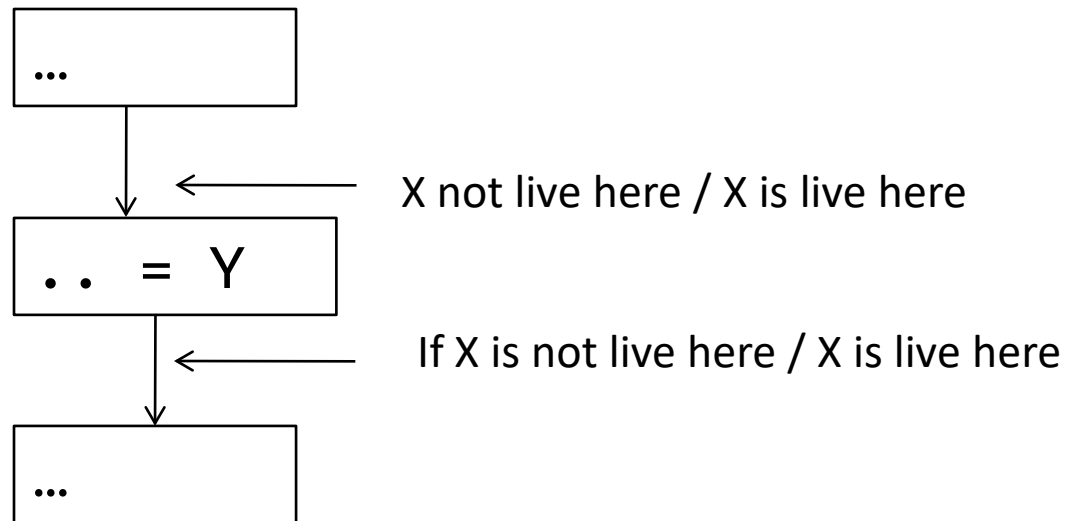 ...
X not live here / X is live here
.. = Y
If X is not live here / X is live here
...